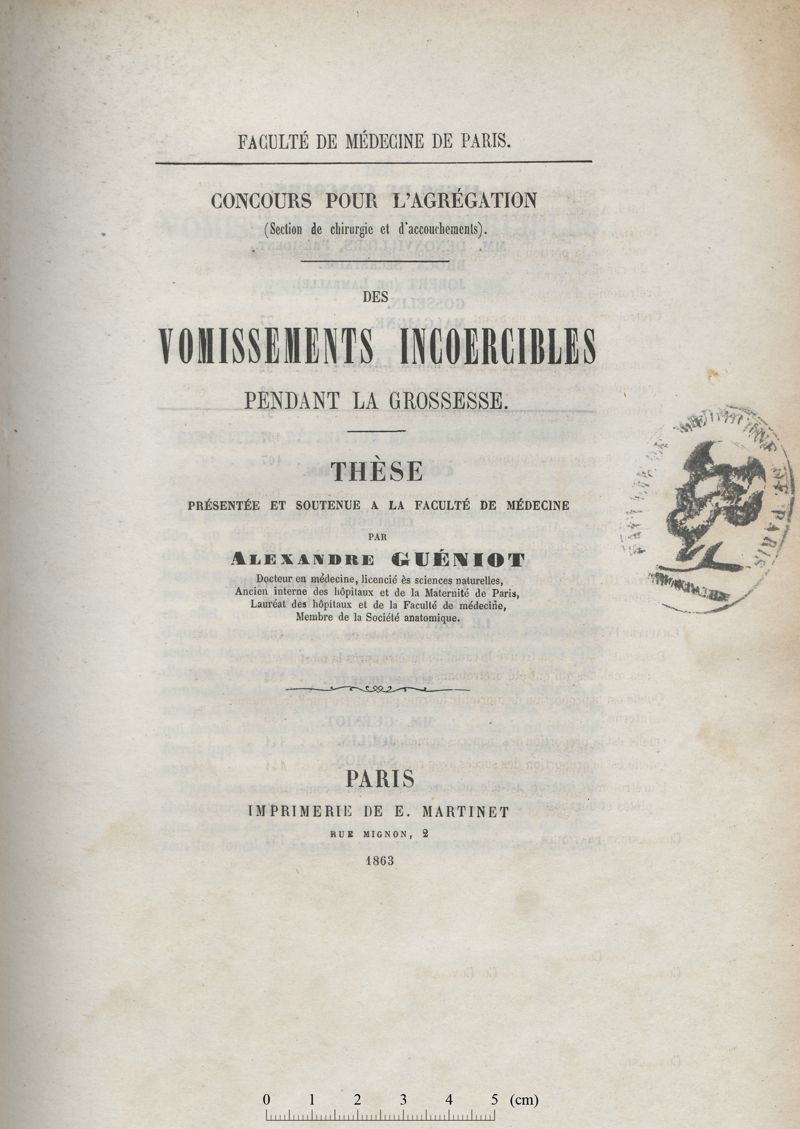 FACULTÉ DE MÉDECINE DE PARIS.
CONCOURS POUR L'AGRÉGATION
(Section de chirurgie et d'accouchements).
DES
VOMISSEMENTS INCOERCIBLES
PENDANT LA GROSSESSE.
THÈSE
PRÉSENTÉE ET SOUTENUE A LA FACULTÉ DE MÉDECINE
PAR
ALEXANDRE GUÉNIOT
Docteur en médecine, licencié ès sciences naturelles,
Ancien interne des hôpitaux et de la Maternité de Paris,
Lauréat des hôpitaux et de la Faculté de médecine,
Membre de la Société anatomique.
PARIS
IMPRIMERIE DE E. MARTINET
RUE MIGNON, 2
1863
DE PARIS
0 1 2 3 4 5 (cm)